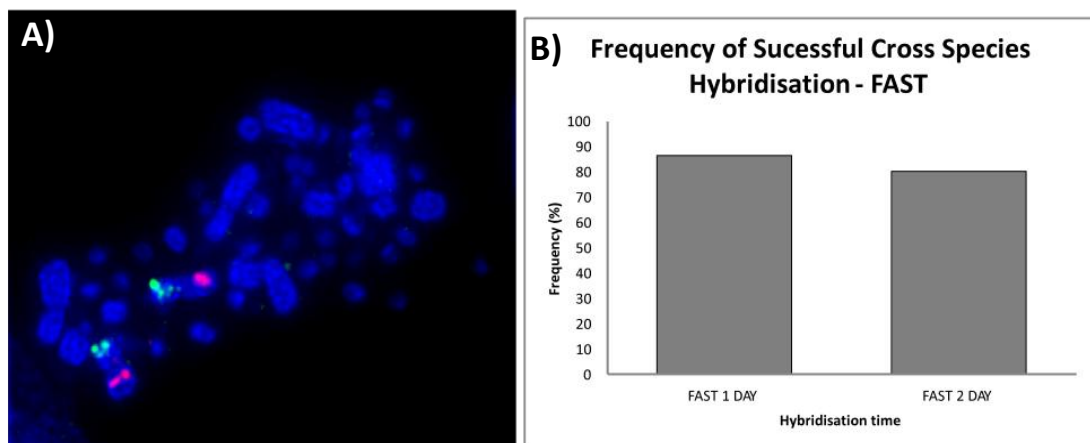 A)
B)
Frequency of Sucessful Cross Species
Hybridisation - FAST
100
90
80
70
60
50
40
30
20
10
0
Frequency (%)
FAST 1 DAY
FAST 2 DAY
Hybridisation time